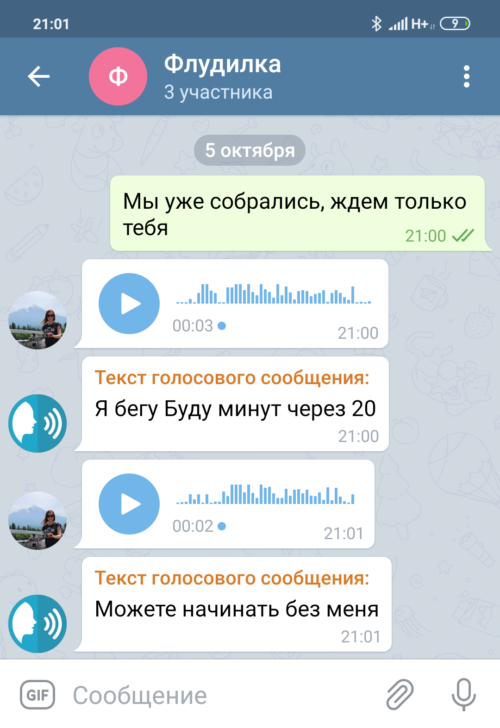 21:01 H+ 9
Флудилка
3 участника
5 октября
Мы уже собрались, ждем только
тебя
21:00
00:03 21:00
Текст голосового сообщения:
Я бегу Буду минут через 20
21:00
00:02 21:01
Текст голосового сообщения:
Можете начинать без меня
21:01
GIF Сообщение
Ф